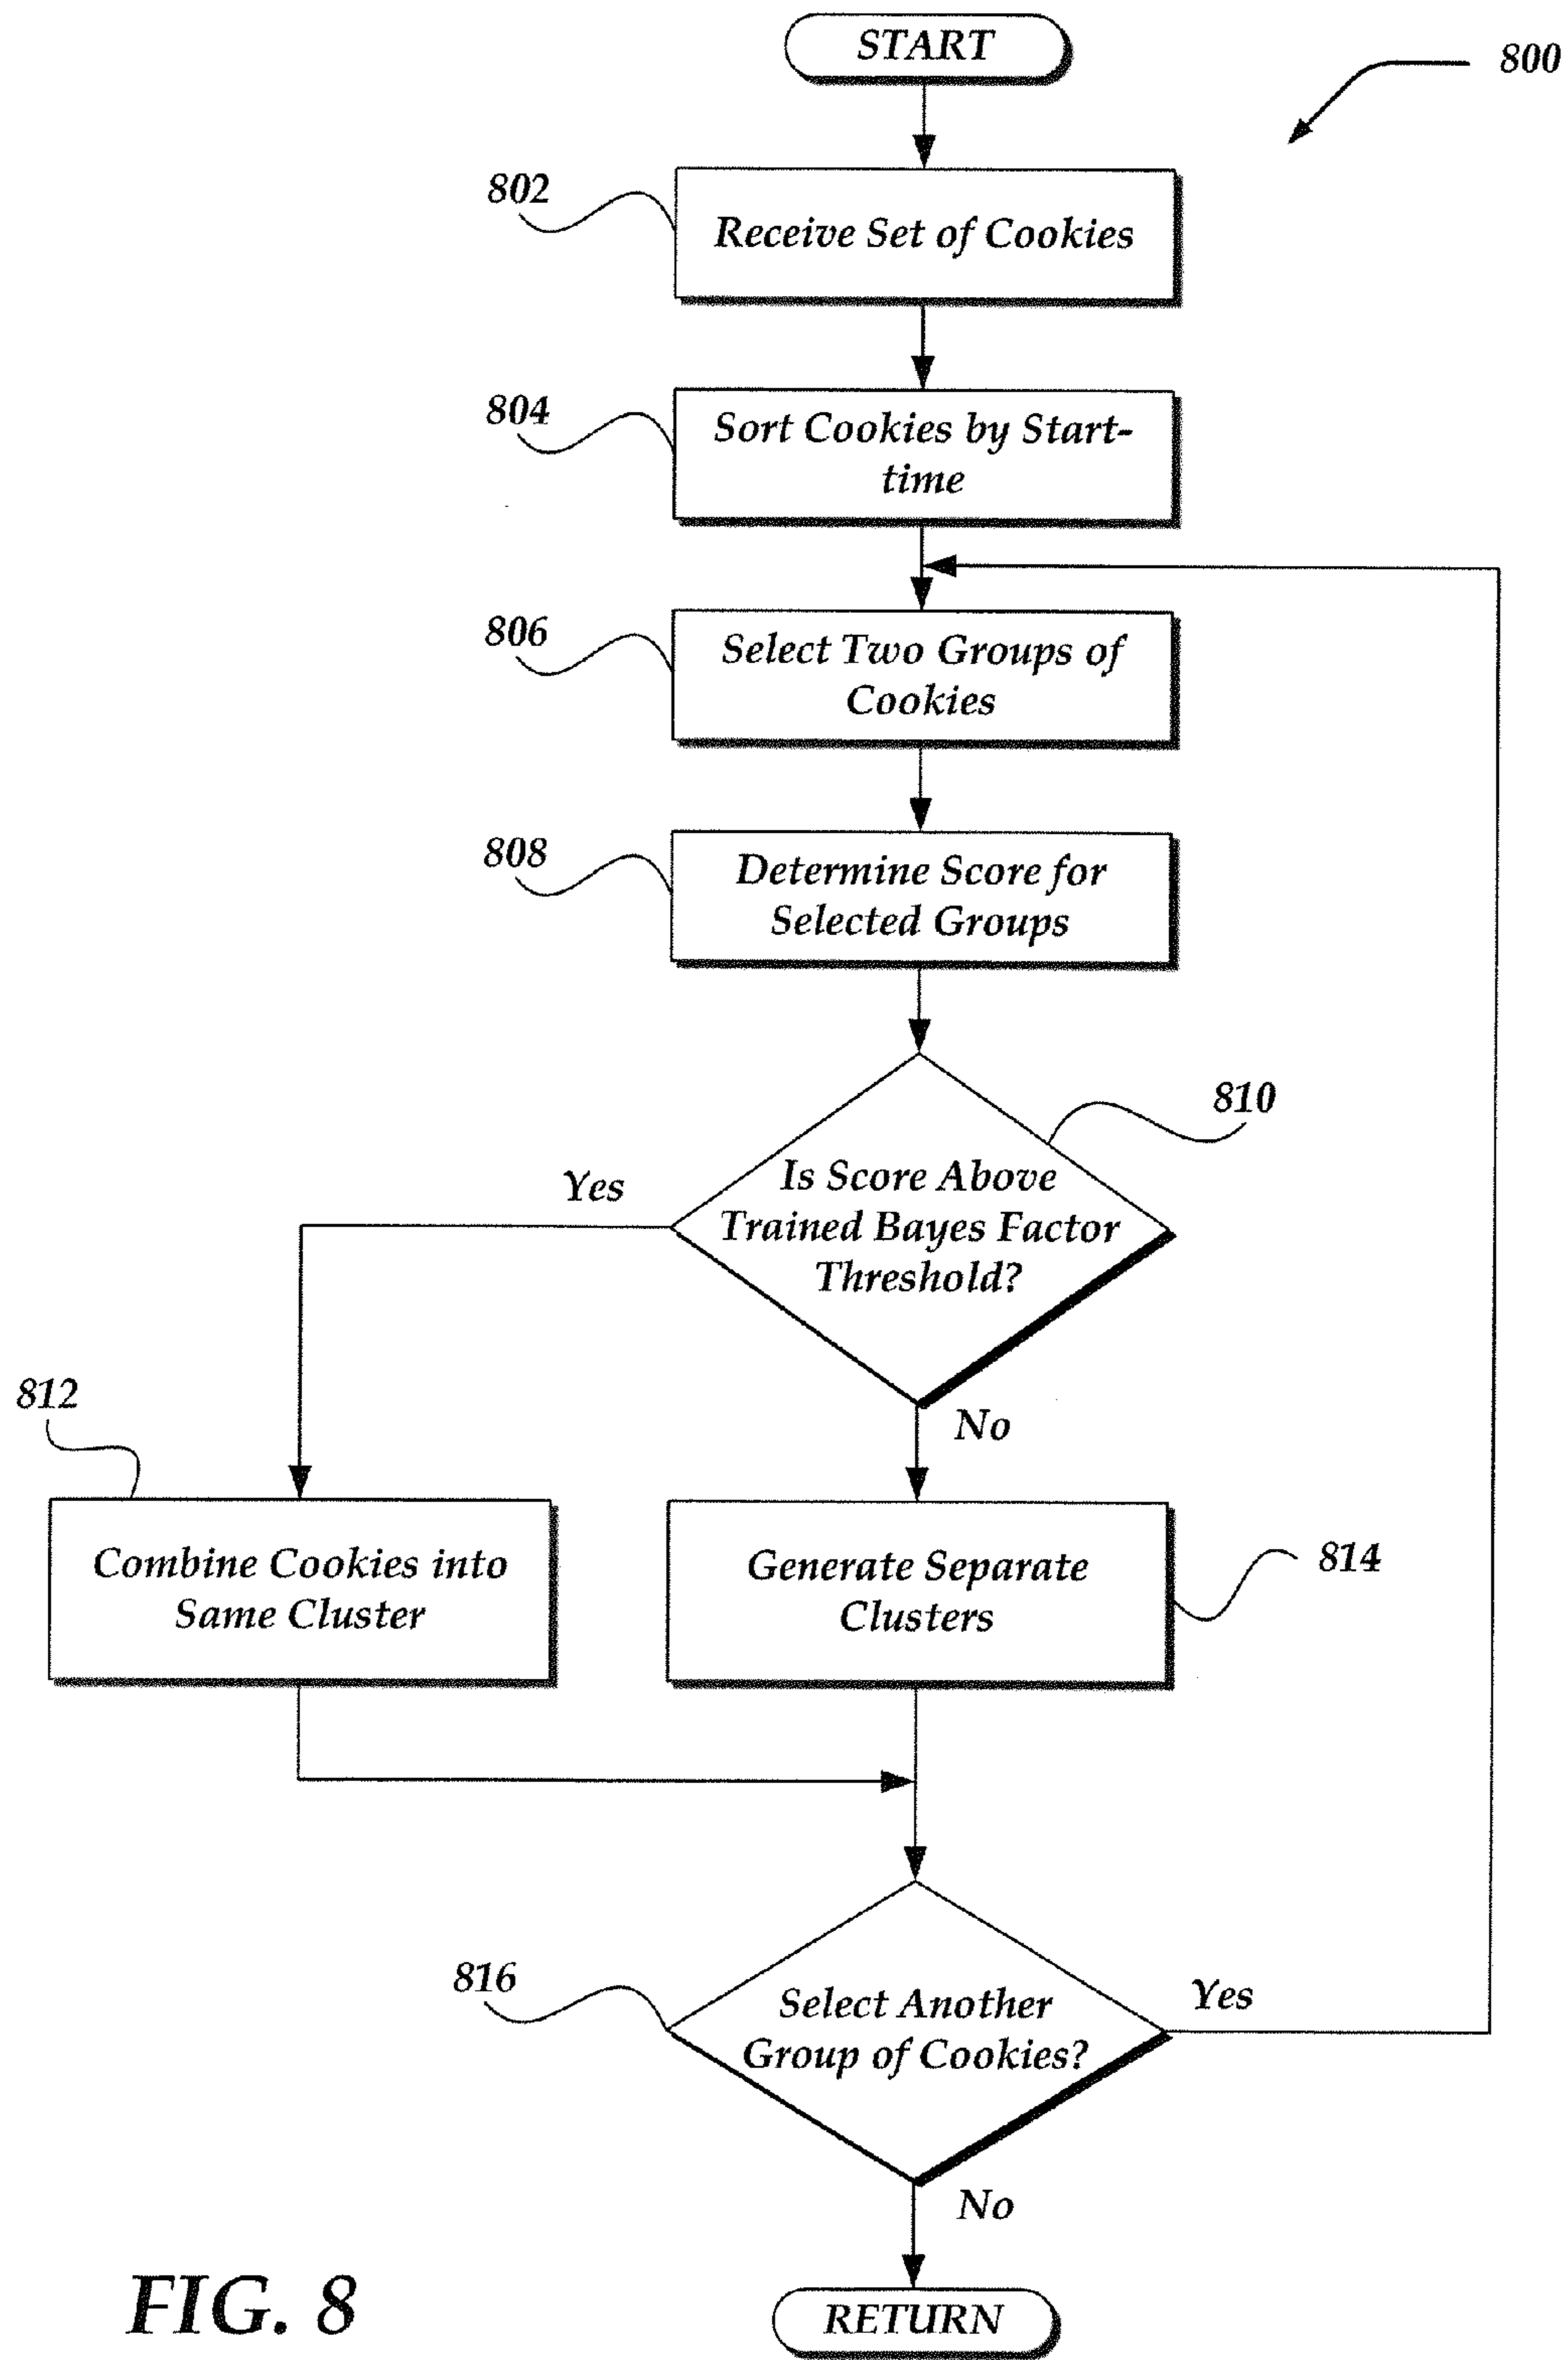 START
800
802
Receive Set of Cookies
804
Sort Cookies by Start-
time
806
Select Two Groups of
Cookies
808
Determine Score for
Selected Groups
810
Yes
Is Score Above
Trained Bayes Factor
Threshold?
No
812
Combine Cookies into
Same Cluster
Generate Separate
Clusters
814
816
Select Another
Group of Cookies?
Yes
No
RETURN
FIG. 8